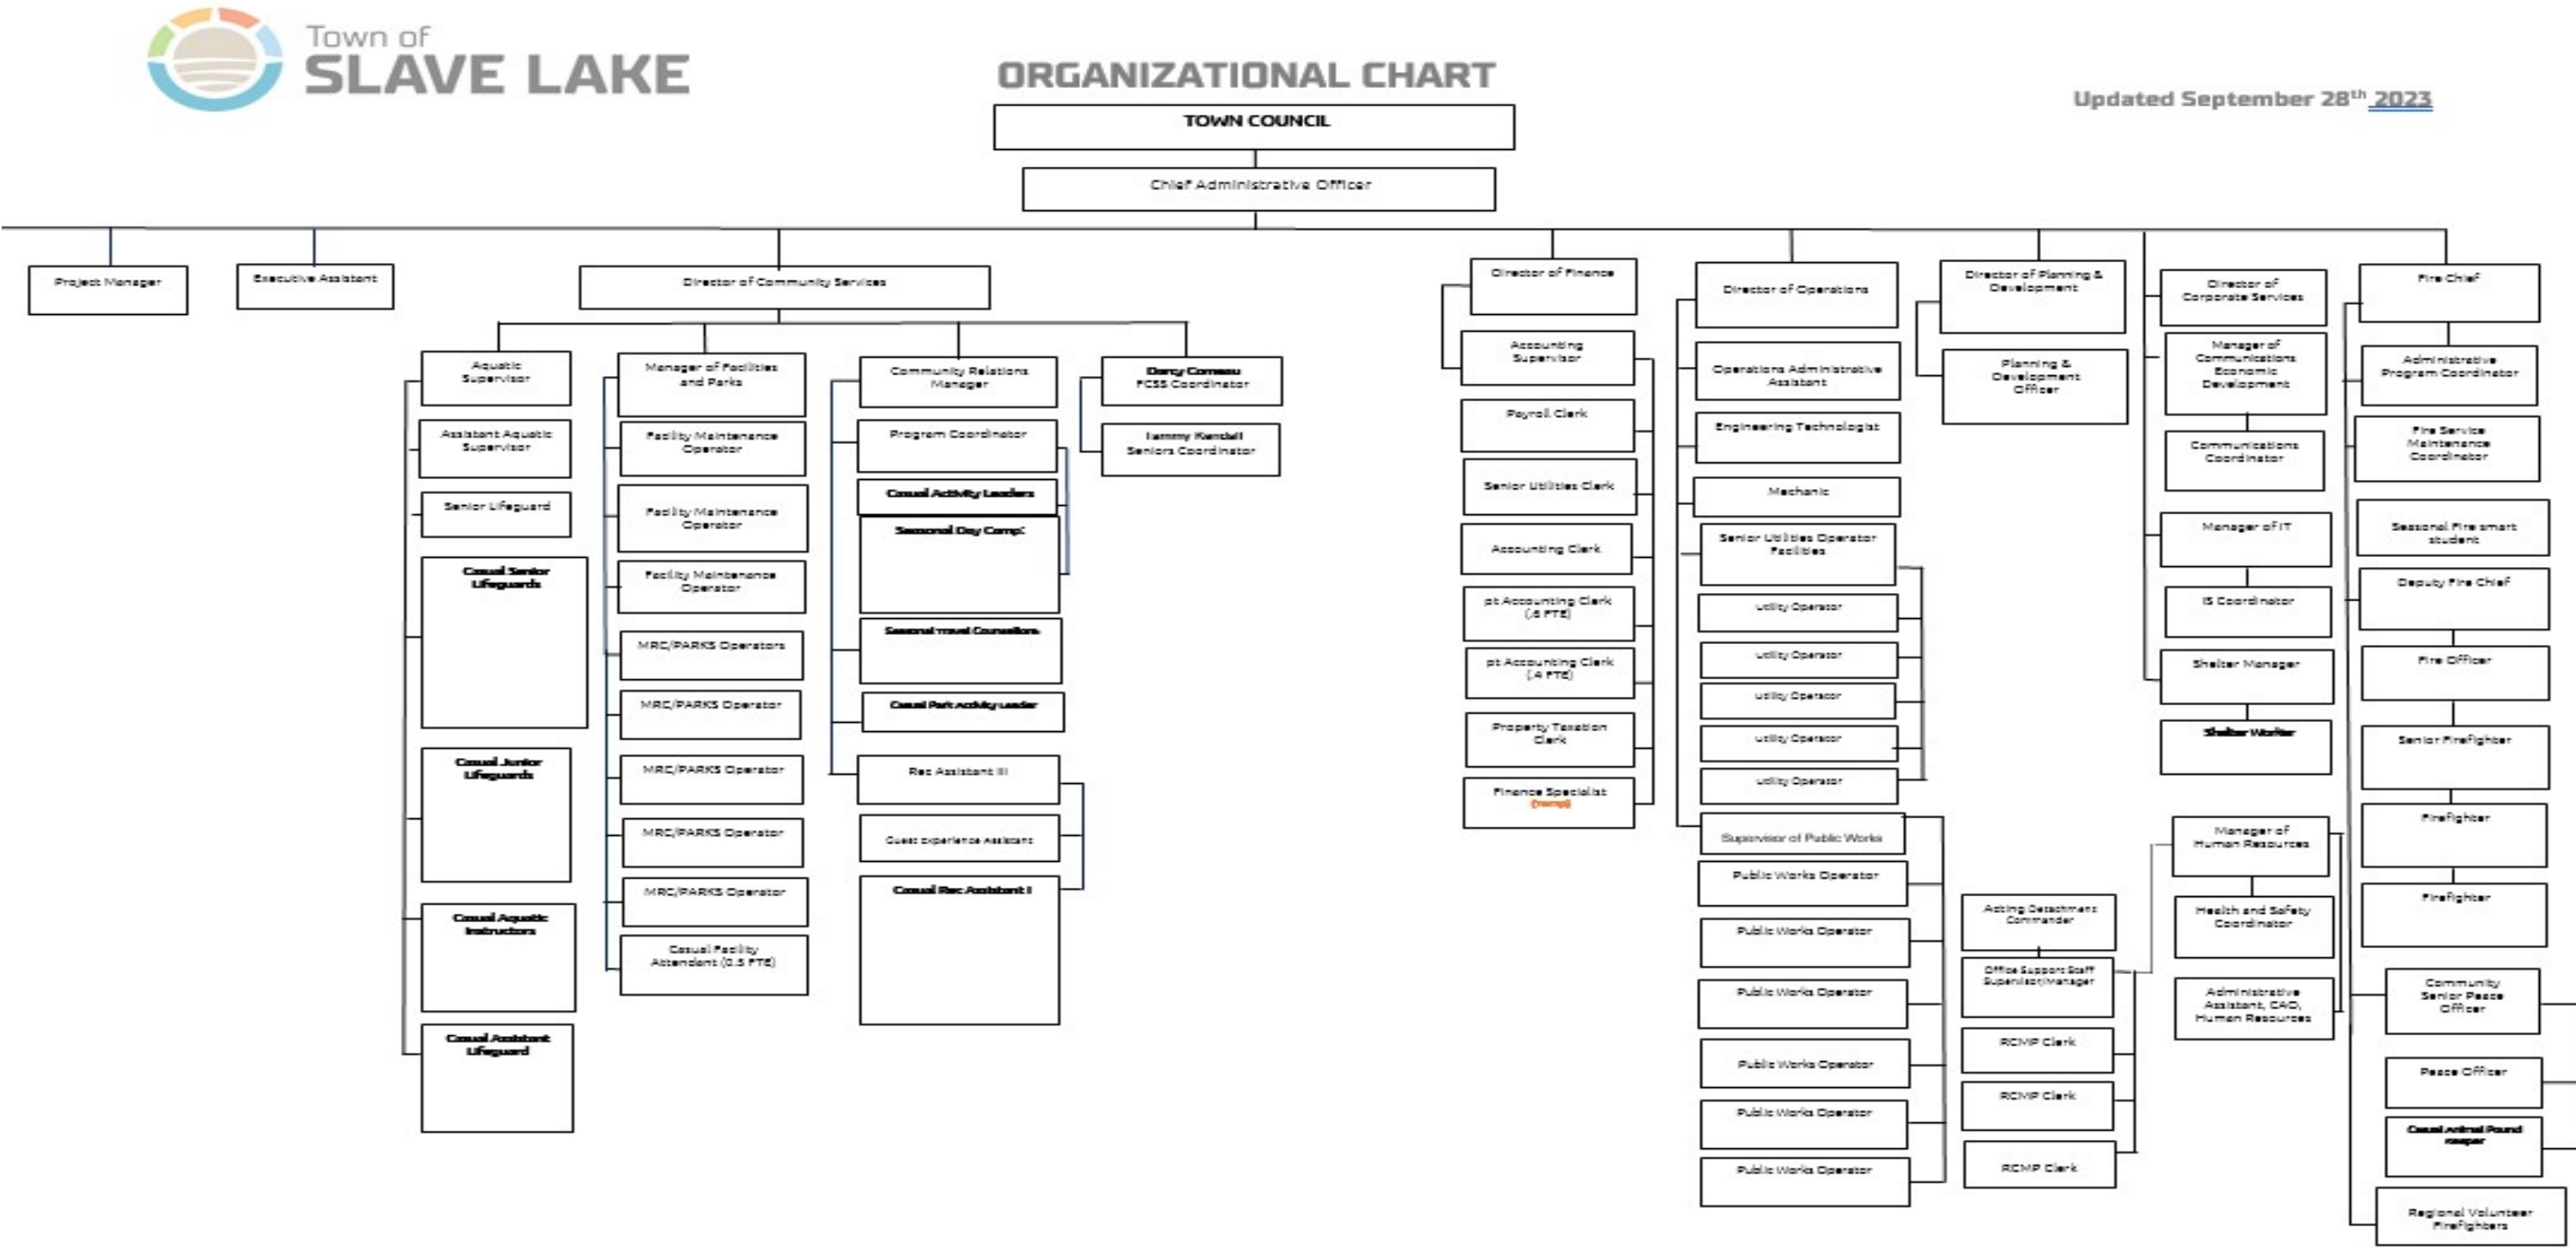 Town of
SLAVE LAKE
ORGANIZATIONAL CHART
Updated September 28th 2023
TOWN COUNCIL
Chief Administrative Officer
Project Manager
Executive Assistant
Director of Community Services
Aquatic
Supervisor
Assistant Aquatic
Supervisor
Senior Lifeguard
Casual Senior
Lifeguards
Casual Junior
Lifeguards
Casual Aquatic
Instructors
Casual Assistant
Lifeguard
Manager of Facilities
and Parks
Facility Maintenance
Operator
Facility Maintenance
Operator
Facility Maintenance
Operator
MRC/PARKS Operators
MRC/PARKS Operator
MRC/PARKS Operator
MRC/PARKS Operator
MRC/PARKS Operator
Casual Facility
Attendant (0.5 FTE)
Community Relations
Manager
Program Coordinator
Casual Activity Leaders
Seasonal Day Camp:
Seasonal Travel Counsellors
Casual Park Activity Leader
Rec Assistant III
Guest Experience Assistant
Casual Rec Assistant I
Darcy Comeau
FCSS Coordinator
Tammy Kendall
Seniors Coordinator
Director of Finance
Accounting
Supervisor
Payroll Clerk
Senior Utilities Clerk
Accounting Clerk
pt Accounting Clerk
(.6 FTE)
pt Accounting Clerk
(.4 FTE)
Property Taxation
Clerk
Finance Specialist
(temp)
Director of Operations
Operations Administrative
Assistant
Engineering Technologist
Mechanic
Senior Utilities Operator
Facilities
Utility Operator
Utility Operator
Utility Operator
Utility Operator
Utility Operator
Supervisor of Public Works
Public Works Operator
Public Works Operator
Public Works Operator
Public Works Operator
Public Works Operator
Public Works Operator
Director of Planning &
Development
Planning &
Development
Officer
Acting Detachment
Commander
Office Support Staff
Supervisor/Manager
RCMP Clerk
RCMP Clerk
RCMP Clerk
Director of
Corporate Services
Manager of
Communications
Economic
Development
Communications
Coordinator
Manager of IT
IS Coordinator
Shelter Manager
Shelter Worker
Manager of
Human Resources
Health and Safety
Coordinator
Administrative
Assistant, CAO,
Human Resources
Fire Chief
Administrative
Program Coordinator
Fire Service
Maintenance
Coordinator
Seasonal Fire smart
student
Deputy Fire Chief
Fire Officer
Senior Firefighter
Firefighter
Firefighter
Community
Senior Peace
Officer
Peace Officer
Casual Animal Pound
Keeper
Regional Volunteer
Firefighters